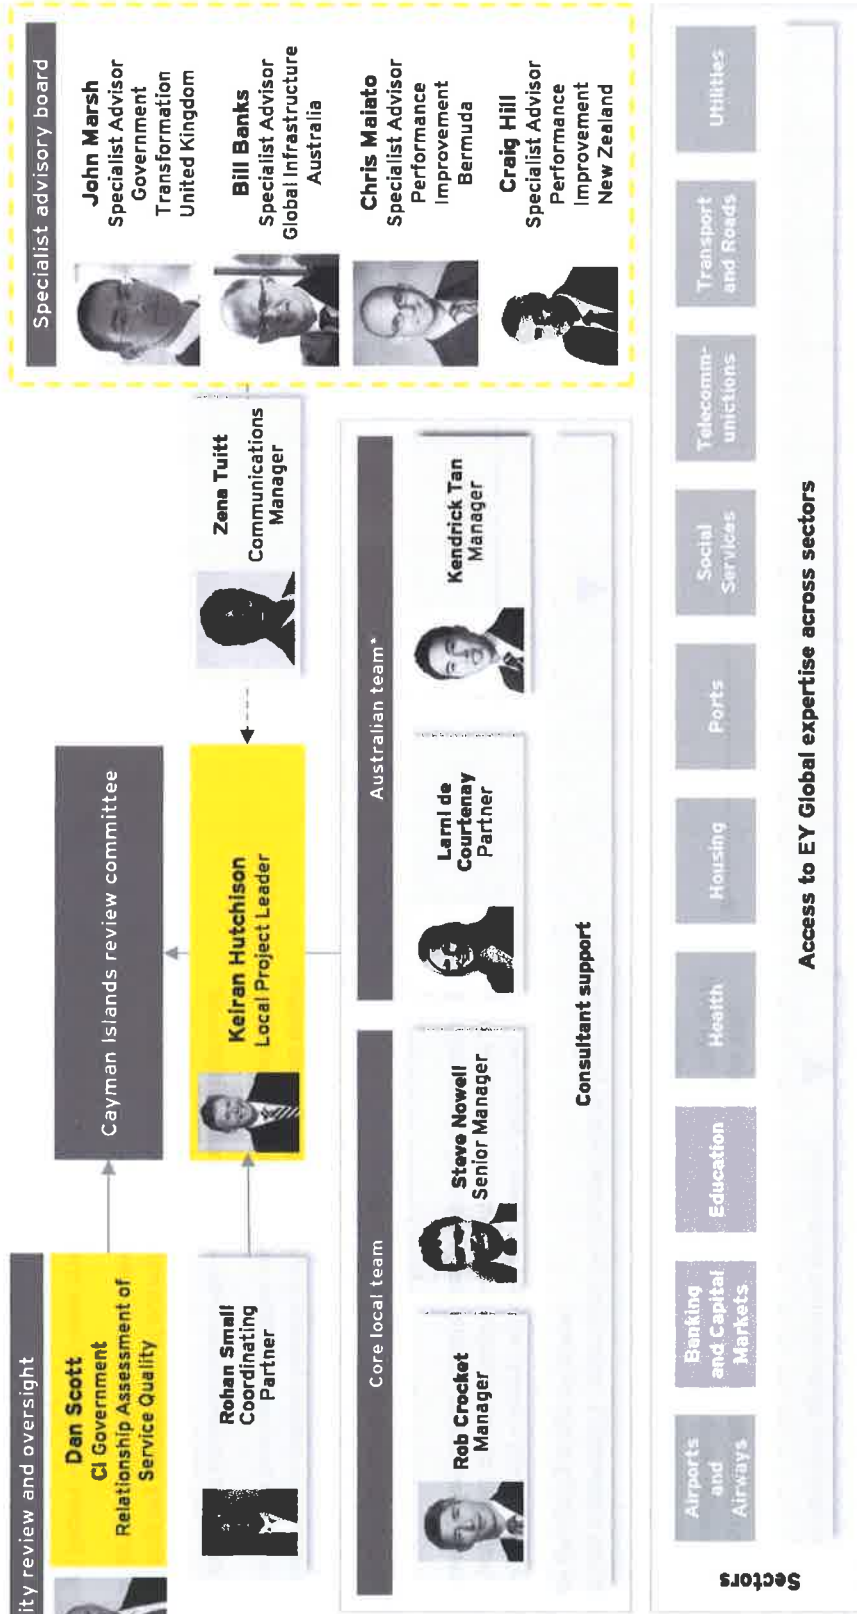 ity review and oversight
Dan Scott
CI Government
Relationship Assessment of
Service Quality
Cayman Islands review committee
Specialist advisory board
John Marsh
Specialist Advisor
Government
Transformation
United Kingdom
Bill Banks
Specialist Advisor
Global Infrastructure
Australia
Chris Maiato
Specialist Advisor
Performance
Improvement
Bermuda
Craig Hill
Specialist Advisor
Performance
Improvement
New Zealand
Rohan Small
Coordinating
Partner
Keiran Hutchison
Local Project Leader
Zena Tuitt
Communications
Manager
Core local team
Rob Crocket
Manager
Steve Nowell
Senior Manager
Australian team*
Larni de
Courtenay
Partner
Kendrick Tan
Manager
Consultant support
Sectors
Airports
and
Airways
Banking
and Capital
Markets
Education
Health
Housing
Ports
Social
Services
Telecomm-
unictions
Transport
and Roads
Utilities
Access to EY Global expertise across sectors